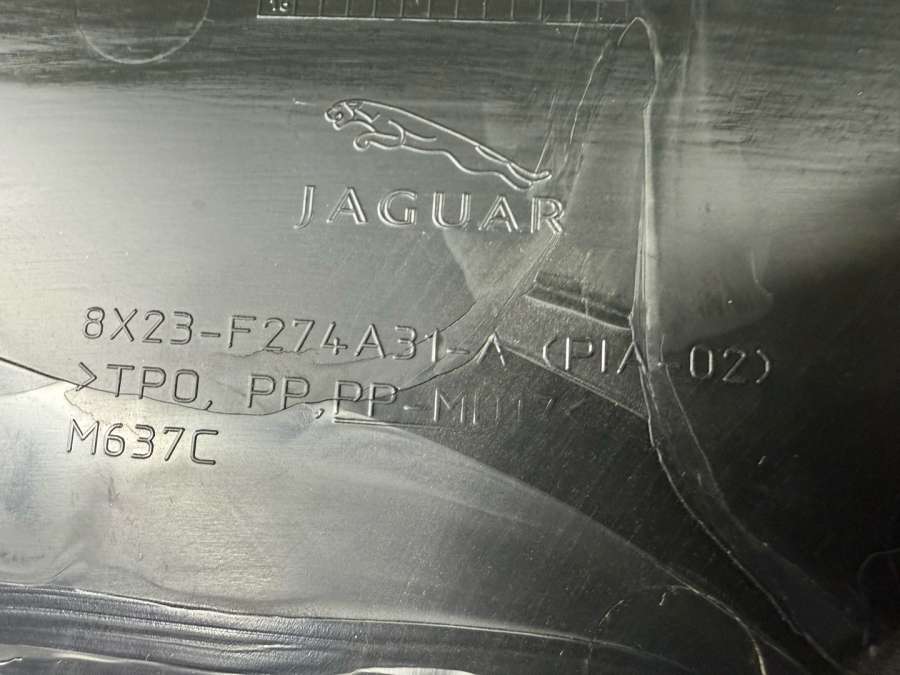 JAGUAR
8X23-F274A31-A (PIA-02)
>TPO, PP, PP-M
M637C